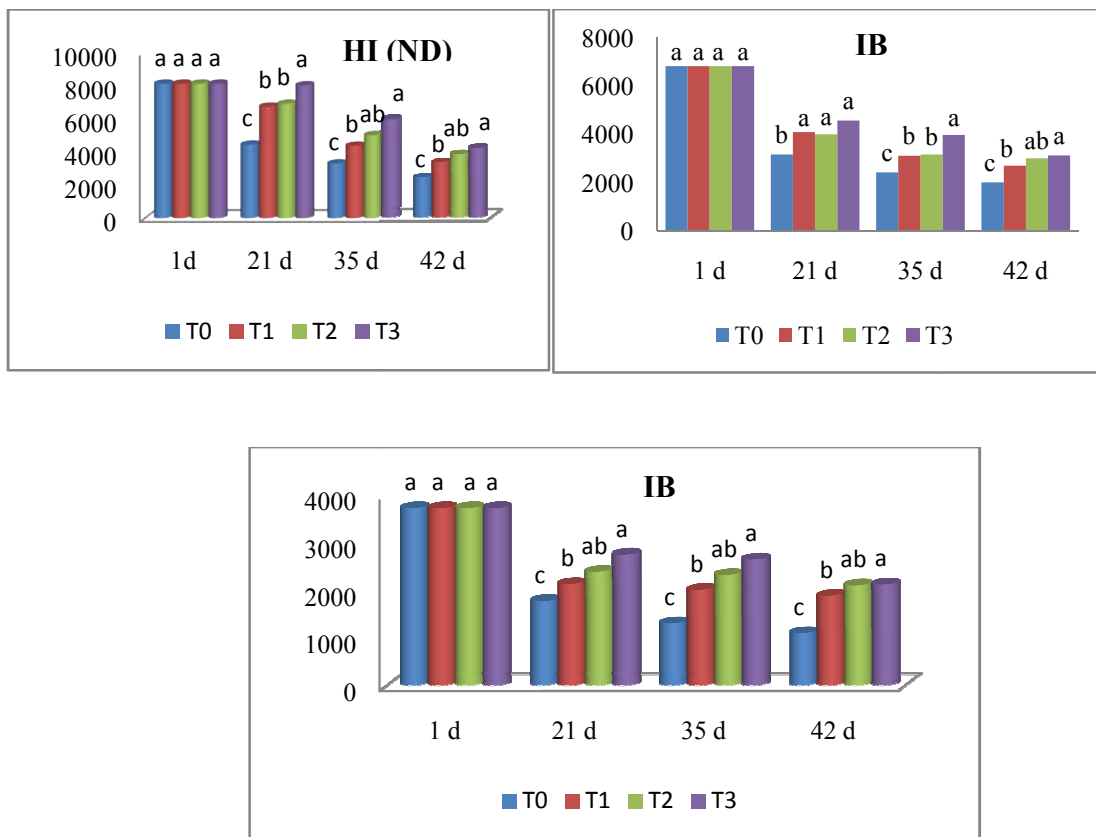 HI (ND)
10000
8000
6000
4000
2000
0
a a a a
c b b a
c b ab a
c b ab a
1d 21 d 35 d 42 d
T0 T1 T2 T3
IB
8000
6000
4000
2000
0
a a a a
b a a a
c b b a
c b ab a
1 d 21 d 35 d 42 d
T0 T1 T2 T3
IB
4000
3000
2000
1000
0
a a a a
c b ab a
c b ab a
c b ab a
1 d 21 d 35 d 42 d
T0 T1 T2 T3